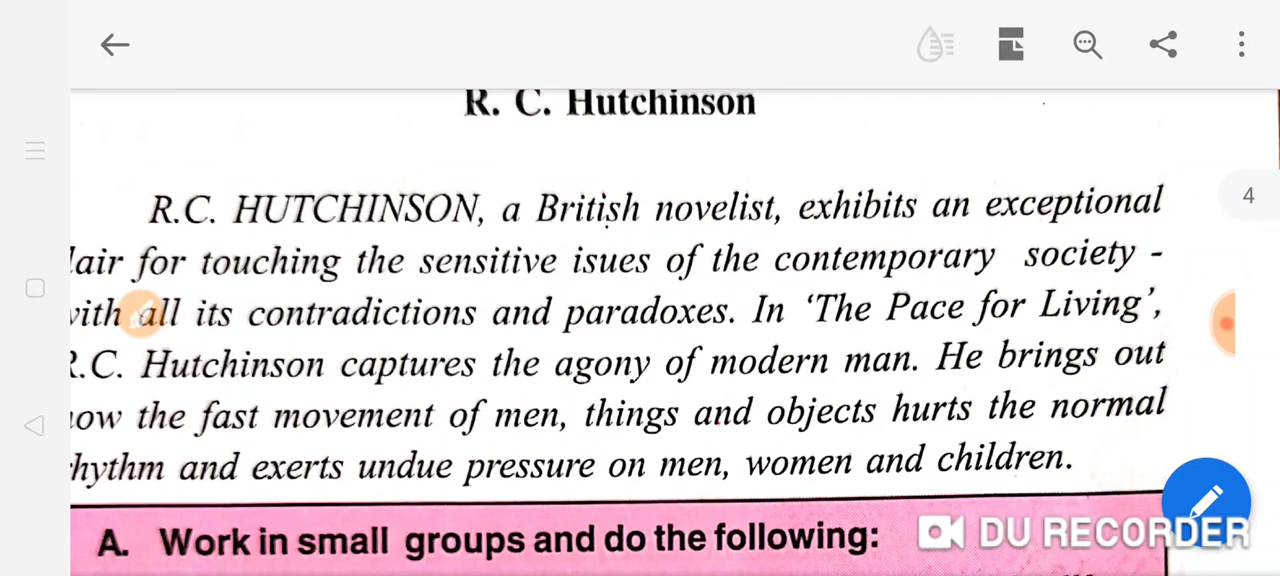 R. C. Hutchinson
4
R.C. HUTCHINSON, a British novelist, exhibits an exceptional
lair for touching the sensitive isues of the contemporary society -
with all its contradictions and paradoxes. In ‘The Pace for Living’,
R.C. Hutchinson captures the agony of modern man. He brings out
ow the fast movement of men, things and objects hurts the normal
hythm and exerts undue pressure on men, women and children.
A. Work in small groups and do the following:
DU RECORDER